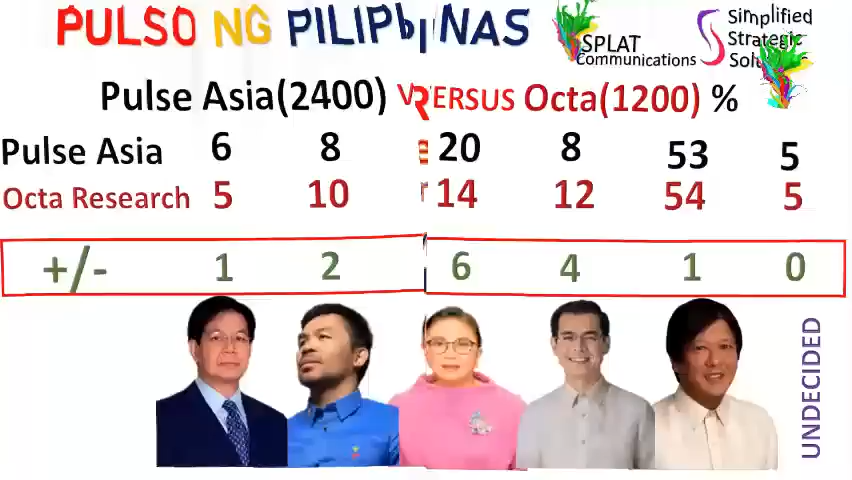 PULSO NG PILIPINAS
SPLAT
Communications
Simplified
Strategic
Pulse Asia(2400) VERSUS Octa(1200) %
Pulse Asia 6 8 20 8 53 5
Octa Research 5 10 14 12 54 5
+/- 1 2 6 4 1 0
UNDECIDED